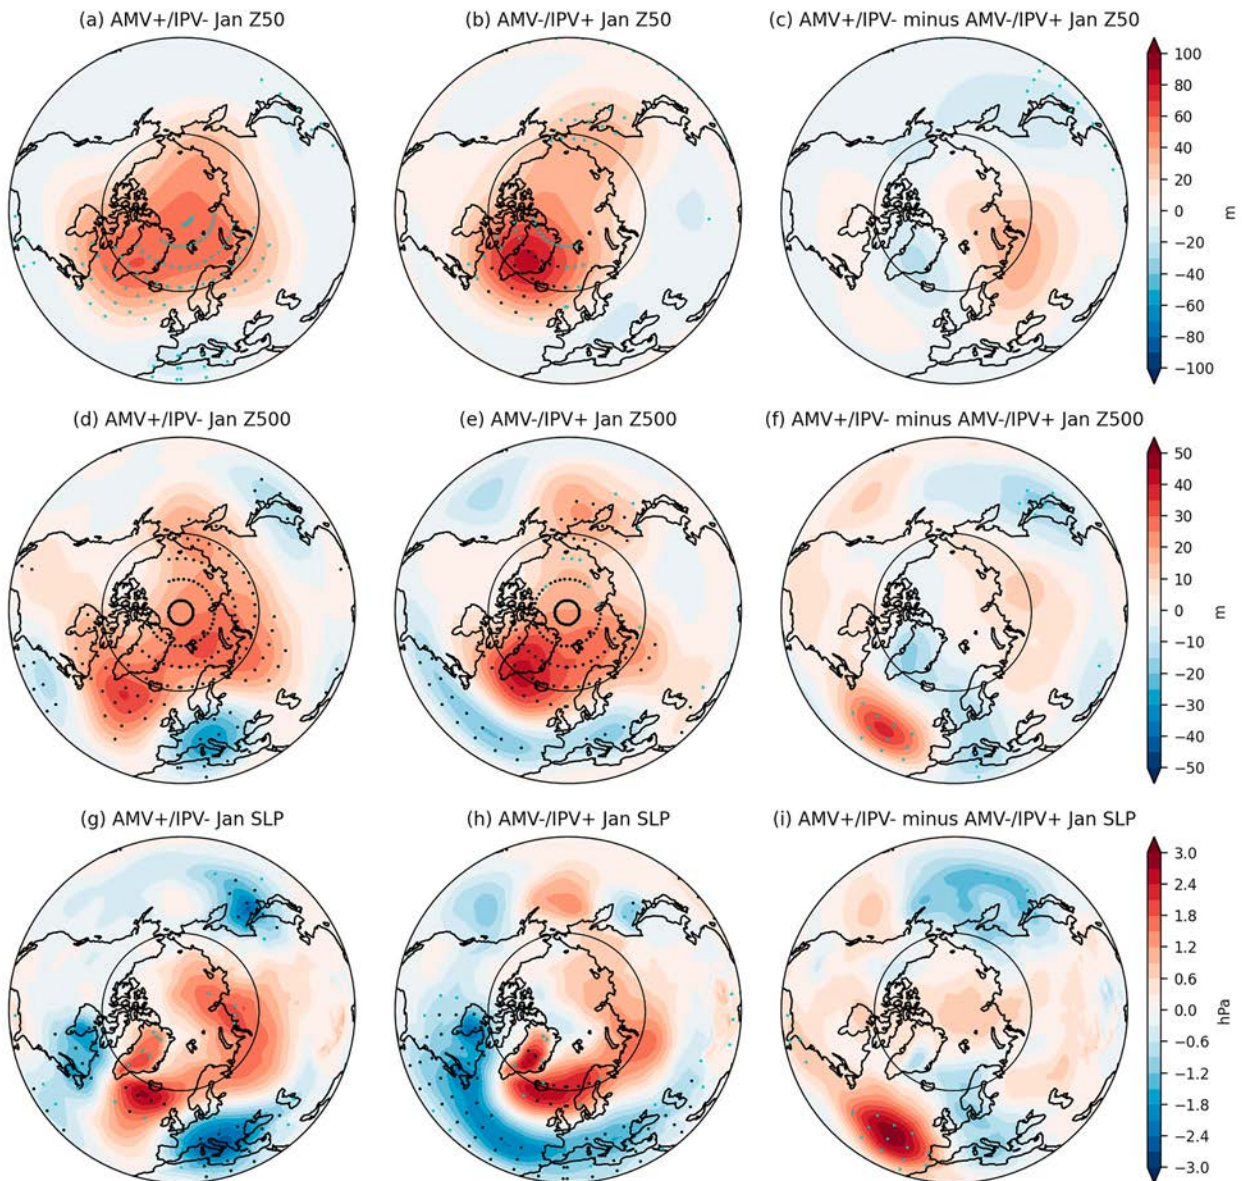 (a) AMV+/IPV- Jan Z50
(b) AMV-/IPV+ Jan Z50
(c) AMV+/IPV- minus AMV-/IPV+ Jan Z50
100
80
60
40
20
0
−20
−40
−60
−80
−100
m
(d) AMV+/IPV- Jan Z500
(e) AMV-/IPV+ Jan Z500
(f) AMV+/IPV- minus AMV-/IPV+ Jan Z500
50
40
30
20
10
0
−10
−20
−30
−40
−50
m
(g) AMV+/IPV- Jan SLP
(h) AMV-/IPV+ Jan SLP
(i) AMV+/IPV- minus AMV-/IPV+ Jan SLP
3.0
2.4
1.8
1.2
0.6
0.0
−0.6
−1.2
−1.8
−2.4
−3.0
hPa